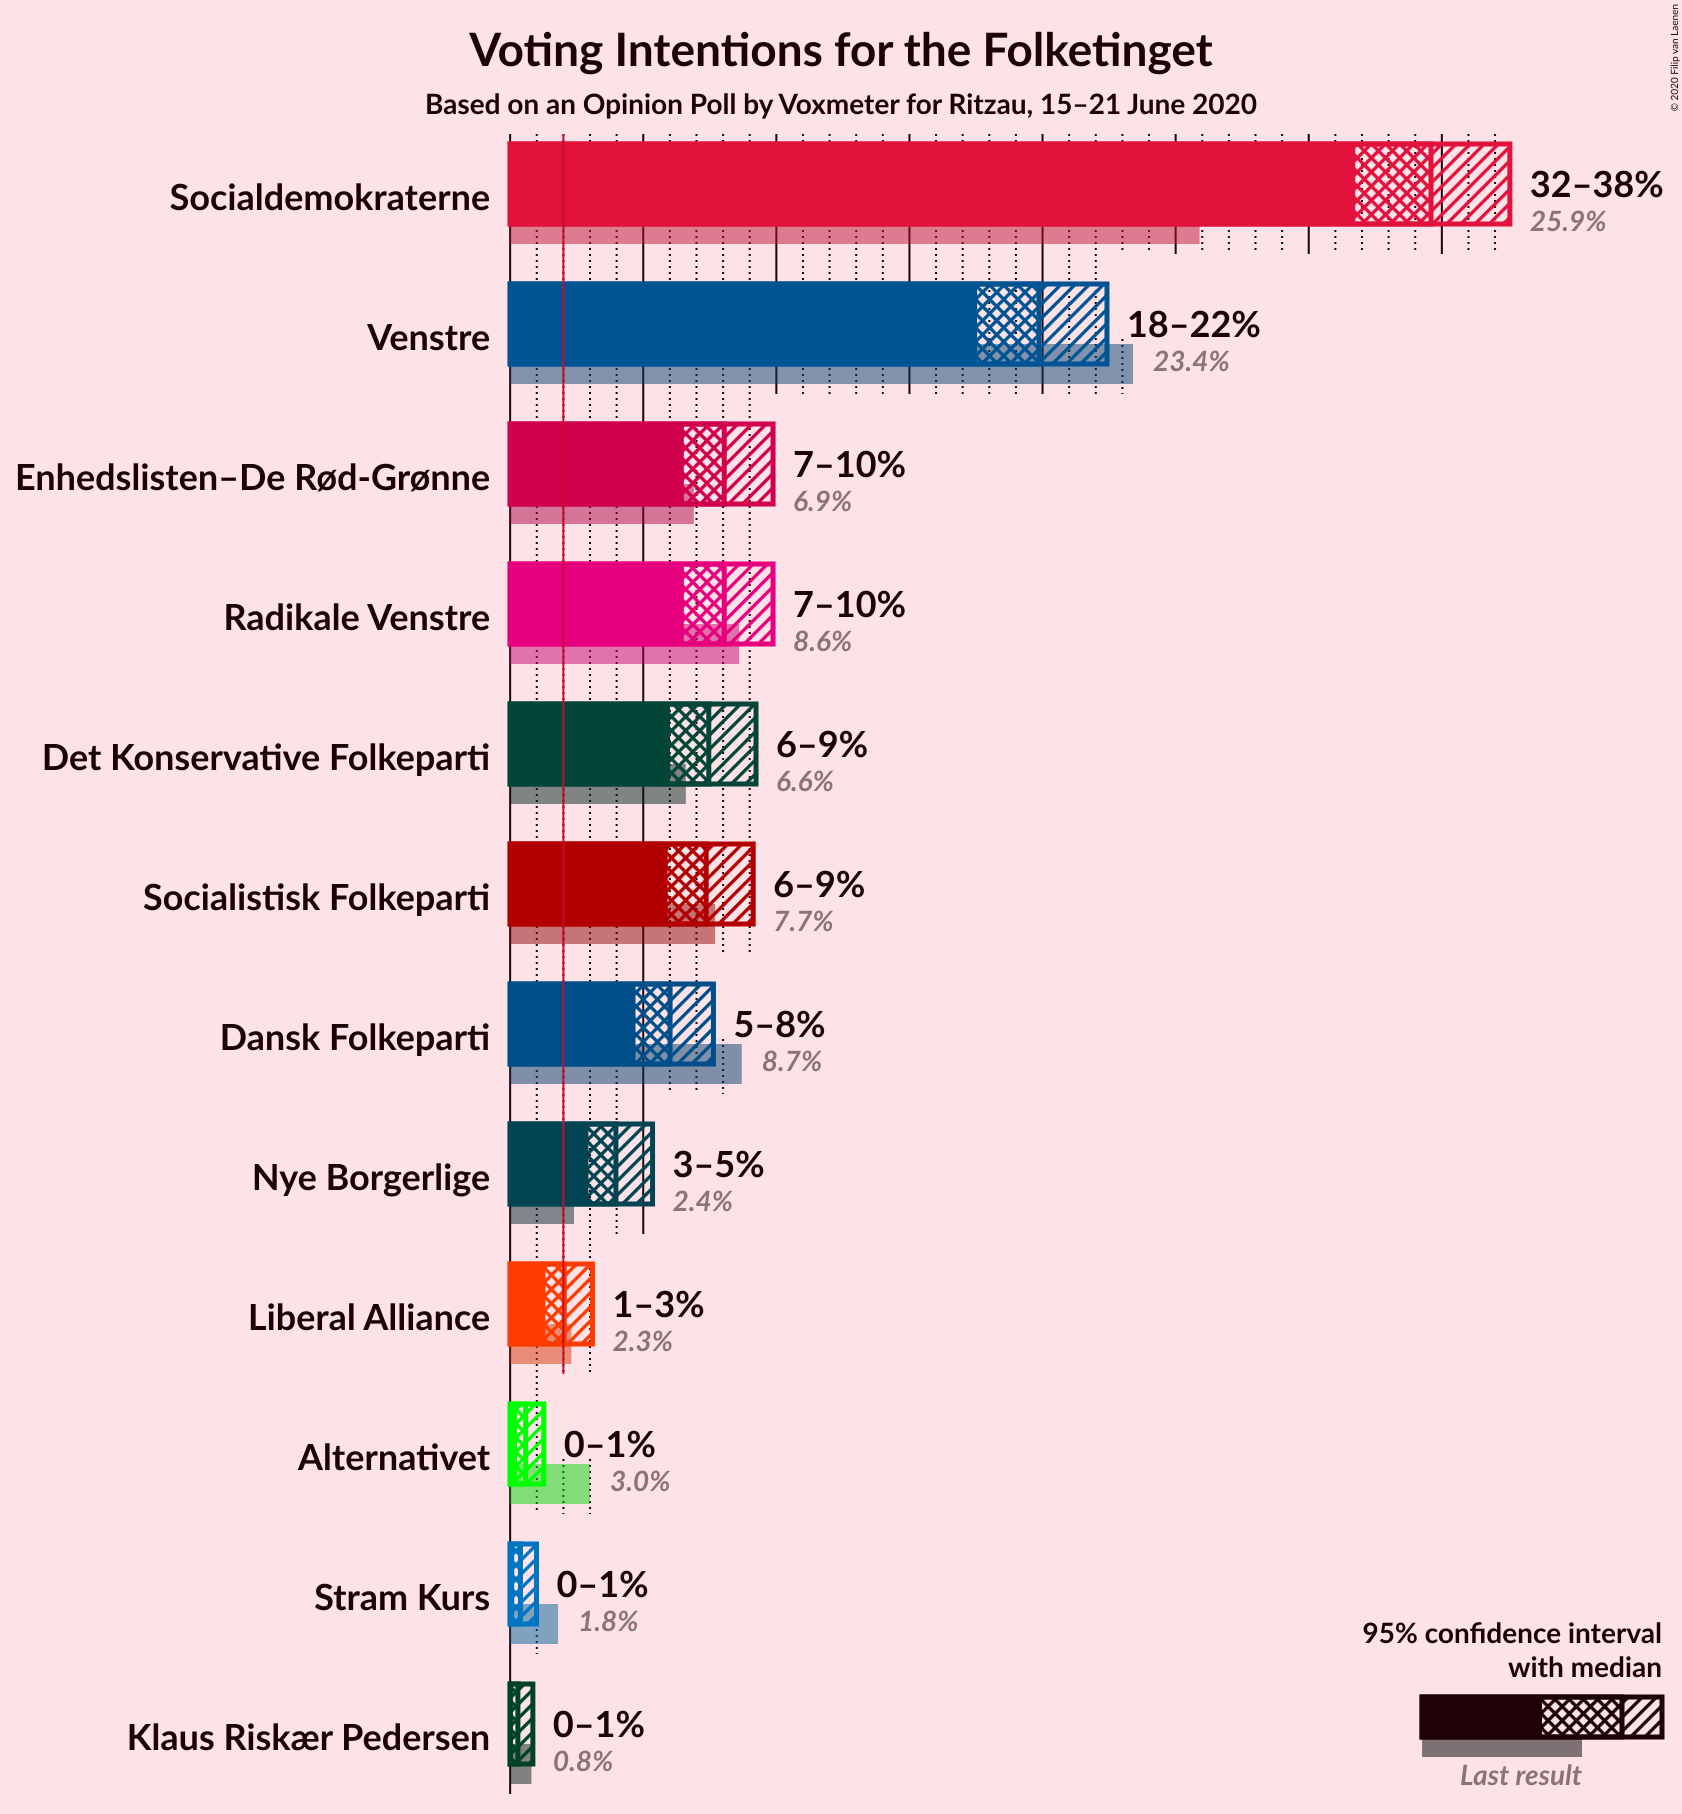 © 2020 Filip van Laenen
Voting Intentions for the Folketinget
Based on an Opinion Poll by Voxmeter for Ritzau, 15–21 June 2020
Socialdemokraterne
32–38%
25.9%
Venstre
18–22%
23.4%
Enhedslisten–De Rød-Grønne
7–10%
6.9%
Radikale Venstre
7–10%
8.6%
Det Konservative Folkeparti
6–9%
6.6%
Socialistisk Folkeparti
6–9%
7.7%
Dansk Folkeparti
5–8%
8.7%
Nye Borgerlige
3–5%
2.4%
Liberal Alliance
1–3%
2.3%
Alternativet
0–1%
3.0%
Stram Kurs
0–1%
1.8%
Klaus Riskær Pedersen
0–1%
0.8%
95% confidence interval
with median
Last result